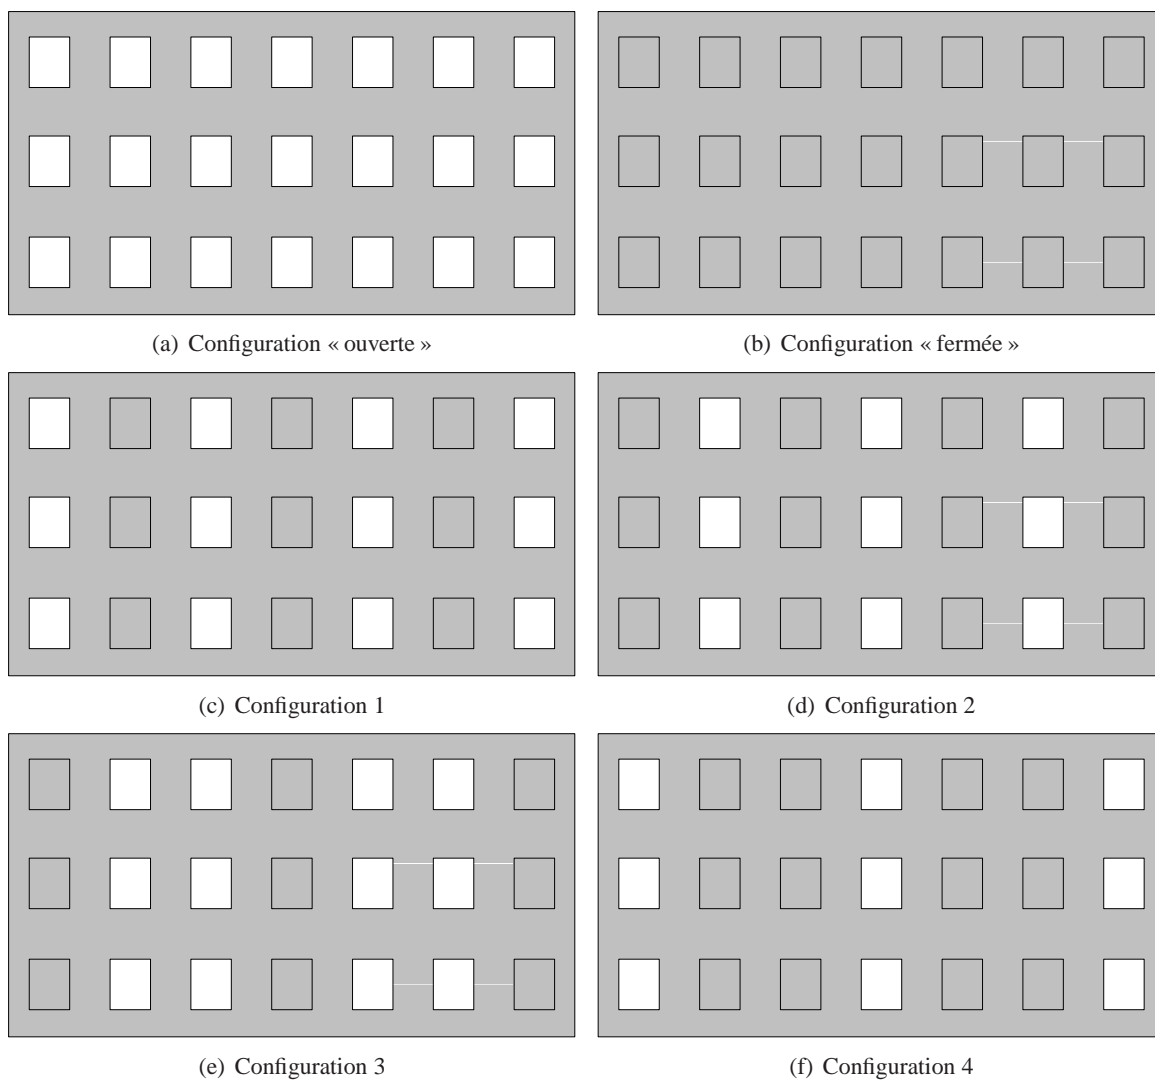 (a) Configuration « ouverte »
(b) Configuration « fermée »
(c) Configuration 1
(d) Configuration 2
(e) Configuration 3
(f) Configuration 4